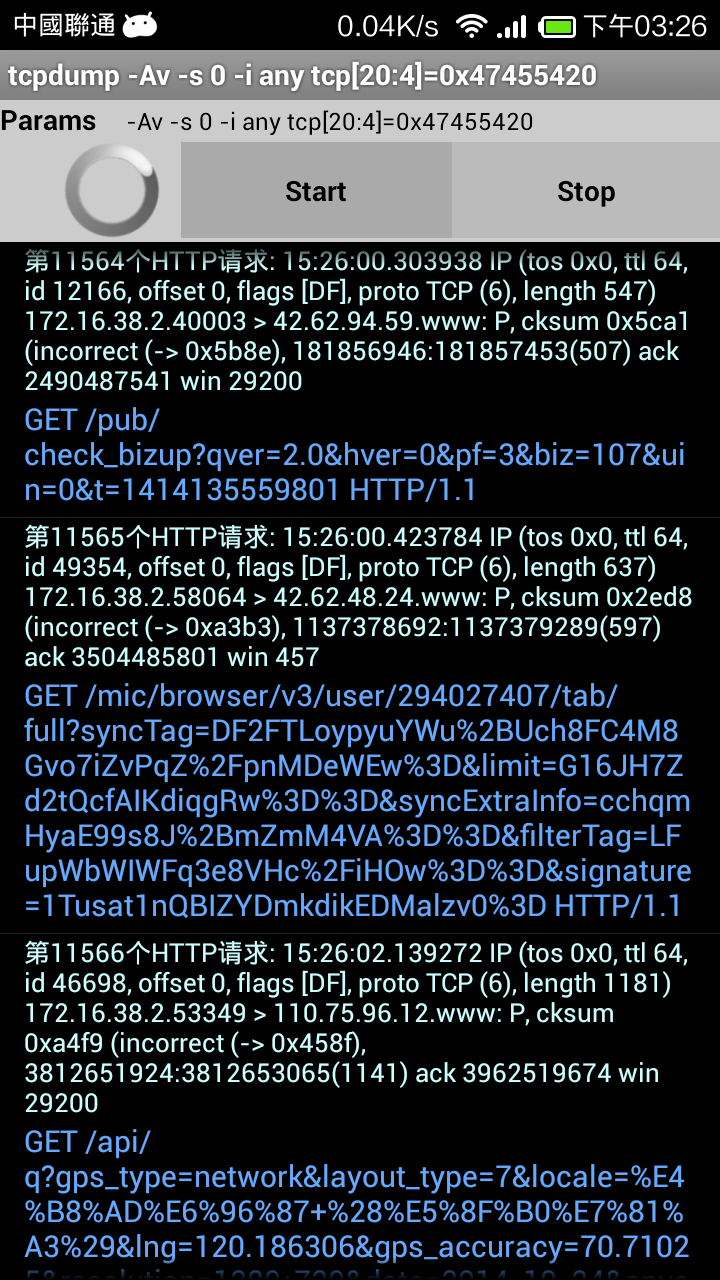 中國聯通 0.04K/s 下午03:26
tcpdump -Av -s 0 -i any tcp[20:4]=0x47455420
Params -Av -s 0 -i any tcp[20:4]=0x47455420
Start Stop
第11564个HTTP请求: 15:26:00.303938 IP (tos 0x0, ttl 64,
id 12166, offset 0, flags [DF], proto TCP (6), length 547)
172.16.38.2.40003 > 42.62.94.59.www: P, cksum 0x5ca1
(incorrect (-> 0x5b8e), 181856946:181857453(507) ack
2490487541 win 29200
GET /pub/
check_bizup?qver=2.0&hver=0&pf=3&biz=107&ui
n=0&t=1414135559801 HTTP/1.1
第11565个HTTP请求: 15:26:00.423784 IP (tos 0x0, ttl 64,
id 49354, offset 0, flags [DF], proto TCP (6), length 637)
172.16.38.2.58064 > 42.62.48.24.www: P, cksum 0x2ed8
(incorrect (-> 0xa3b3), 1137378692:1137379289(597)
ack 3504485801 win 457
GET /mic/browser/v3/user/294027407/tab/
full?syncTag=DF2FTLoypyuYWu%2BUch8FC4M8
Gvo7iZvPqZ%2FpnMDeWEw%3D&limit=G16JH7Z
d2tQcfAIKdiqgRw%3D%3D&syncExtraInfo=cchqm
HyaE99s8J%2BmZmM4VA%3D%3D&filterTag=LF
upWbWIWFq3e8VHc%2FiHOw%3D%3D&signature
=1Tusat1nQBIZYDmkdikEDMalzv0%3D HTTP/1.1
第11566个HTTP请求: 15:26:02.139272 IP (tos 0x0, ttl 64,
id 46698, offset 0, flags [DF], proto TCP (6), length 1181)
172.16.38.2.53349 > 110.75.96.12.www: P, cksum
0xa4f9 (incorrect (-> 0x458f),
3812651924:3812653065(1141) ack 3962519674 win
29200
GET /api/
q?gps_type=network&layout_type=7&locale=%E4
%B8%AD%E6%96%87+%28%E5%8F%B0%E7%81%
A3%29&lng=120.186306&gps_accuracy=70.7102